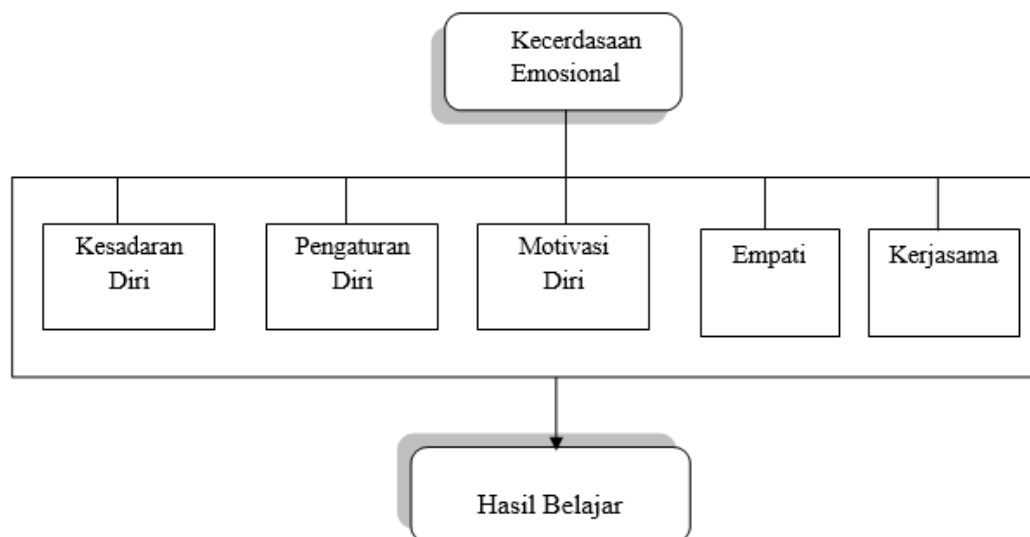 Kecerdasaan
Emosional
Kesadaran
Diri
Pengaturan
Diri
Motivasi
Diri
Empati
Kerjasama
Hasil Belajar